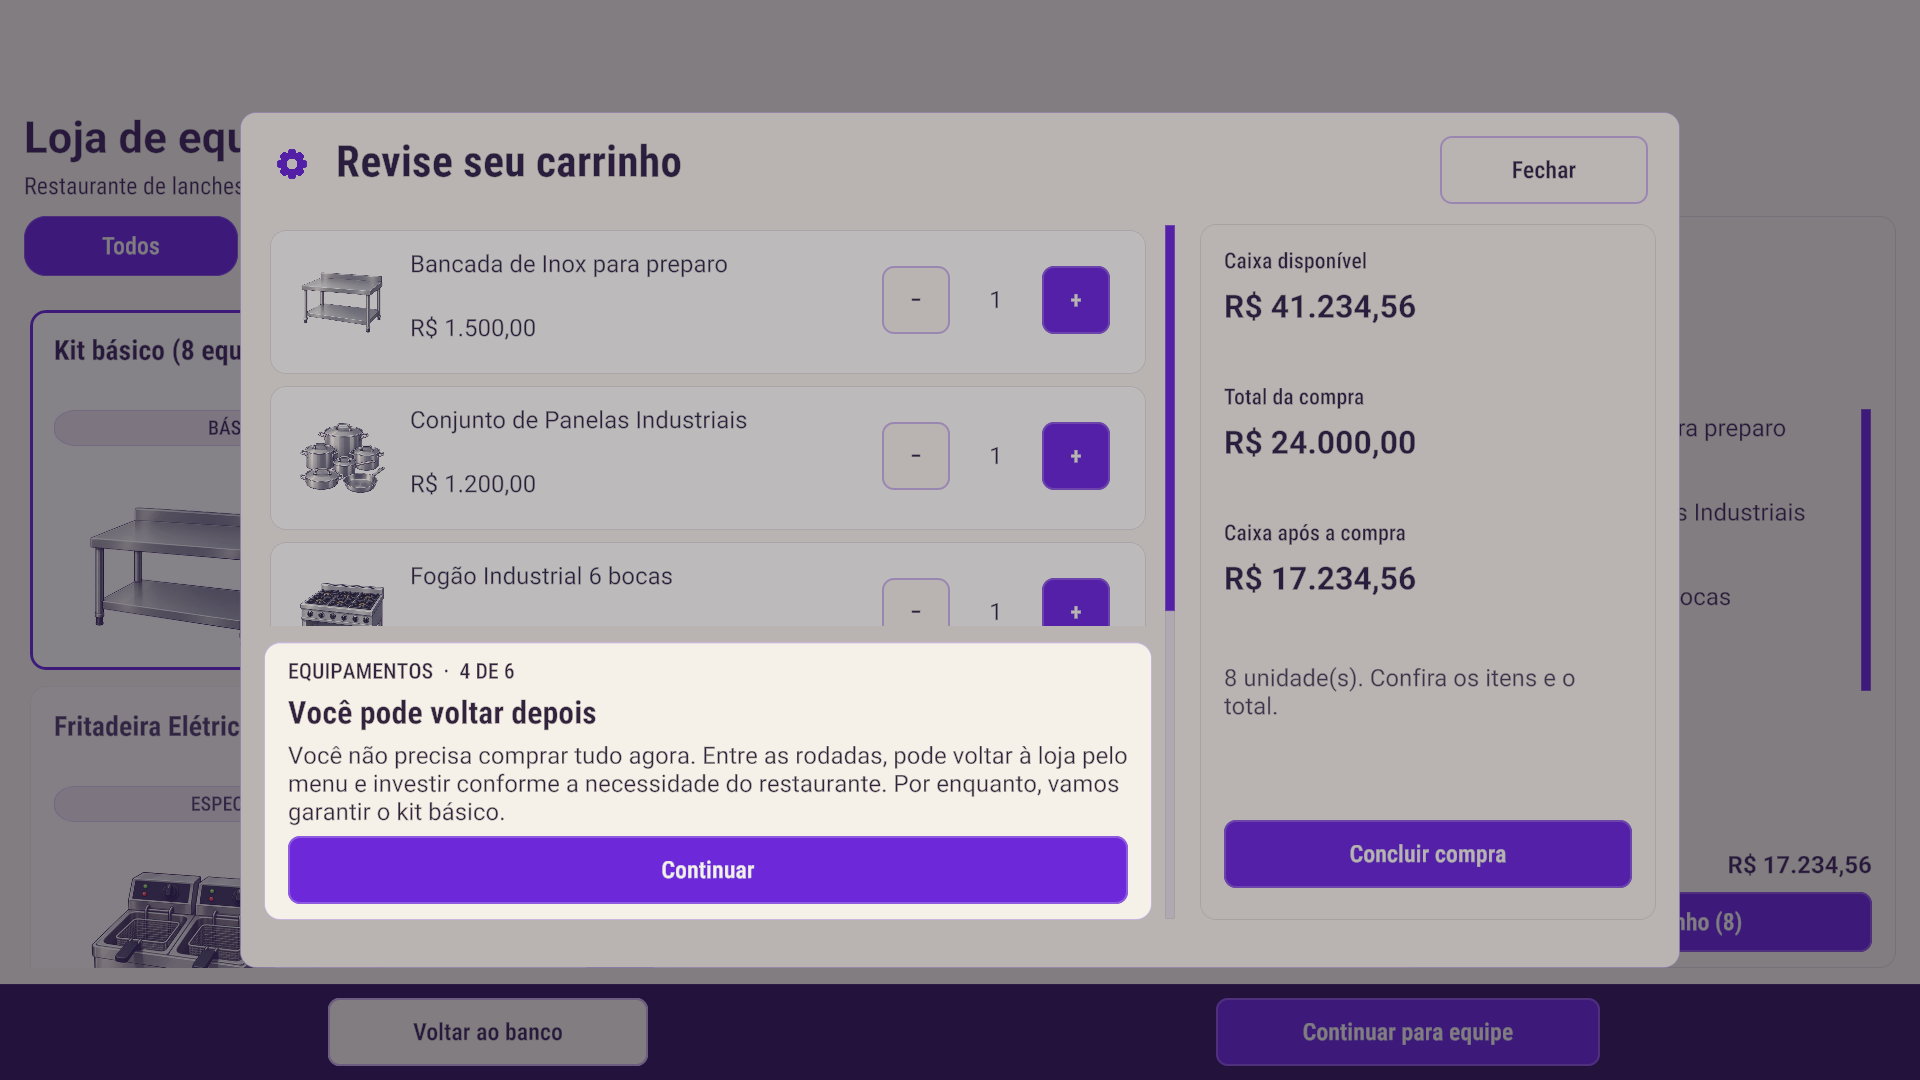 Loja de equ
Restaurante de lanches
Todos
Kit básico (8 equ
BÁS
Fritadeira Elétric
ESPEC
Revise seu carrinho
Fechar
Bancada de Inox para preparo
R$ 1.500,00
-
1
+
Conjunto de Panelas Industriais
R$ 1.200,00
-
1
+
Fogão Industrial 6 bocas
-
1
+
EQUIPAMENTOS · 4 DE 6
Você pode voltar depois
Você não precisa comprar tudo agora. Entre as rodadas, pode voltar à loja pelo
menu e investir conforme a necessidade do restaurante. Por enquanto, vamos
garantir o kit básico.
Continuar
Caixa disponível
R$ 41.234,56
Total da compra
R$ 24.000,00
Caixa após a compra
R$ 17.234,56
8 unidade(s). Confira os itens e o
total.
Concluir compra
ra preparo
s Industriais
ocas
R$ 17.234,56
nho (8)
Voltar ao banco
Continuar para equipe